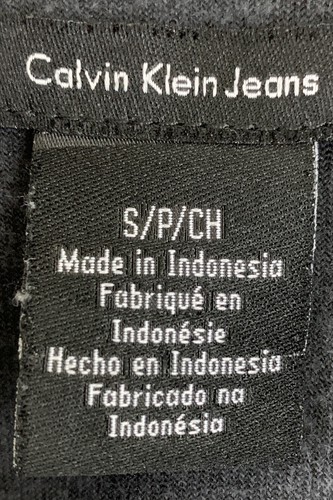 Calvin Klein Jeans
S/P/CH
Made in Indonesia
Fabriqué en
Indonésie
Hecho en Indonesia
Fabricado na
Indonésia